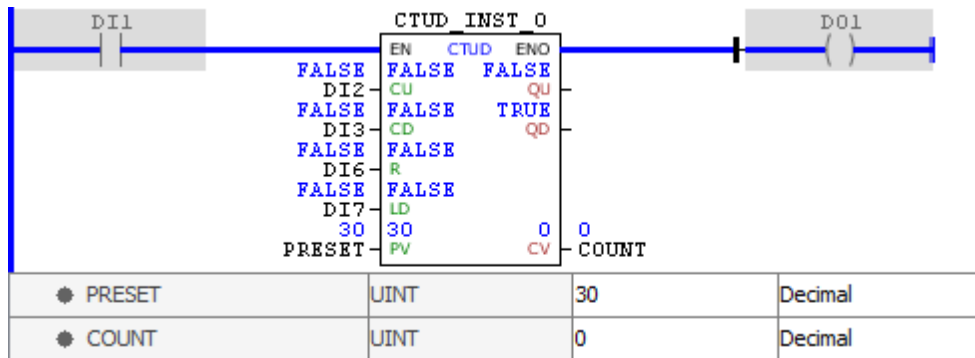 DI1 CTUD_INST_0 DO1
EN CTUD ENO
FALSE FALSE FALSE
DI2 CU QU
FALSE FALSE TRUE
DI3 CD QD
FALSE FALSE
DI6 R
FALSE FALSE
DI7 LD
30 30 0 0
PRESET PV CV COUNT
PRESET UINT 30 Decimal
COUNT UINT 0 Decimal